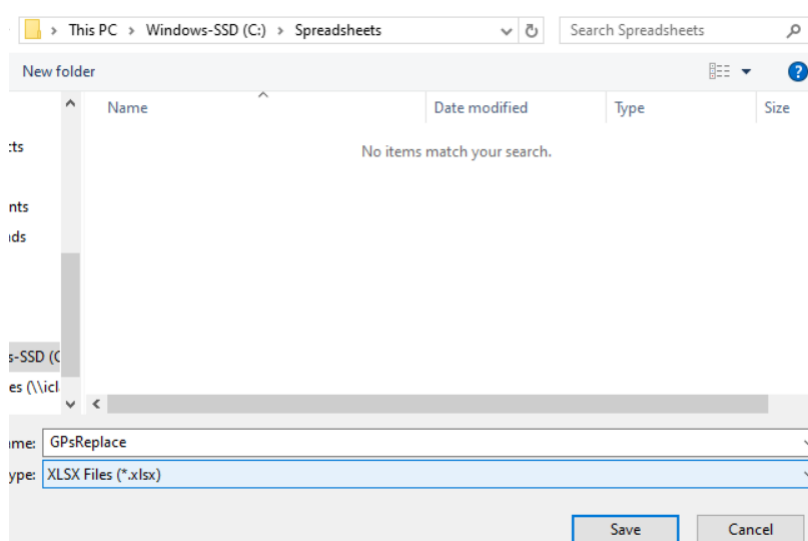 This PC > Windows-SSD (C:) > Spreadsheets Search Spreadsheets
New folder ?
Name Date modified Type Size
No items match your search.
cts
nts
ds
s-SSD (C
es (\\icl
me: GPsReplace
ype: XLSX Files (*.xlsx)
Save Cancel